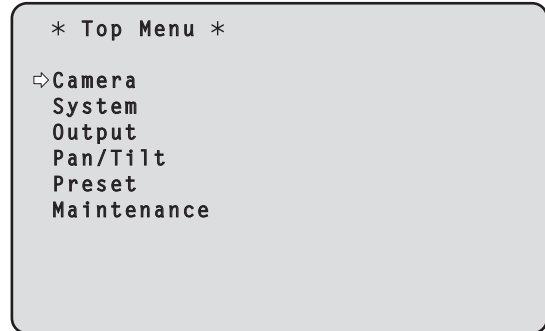 * Top Menu *
⇨Camera
System
Output
Pan/Tilt
Preset
Maintenance